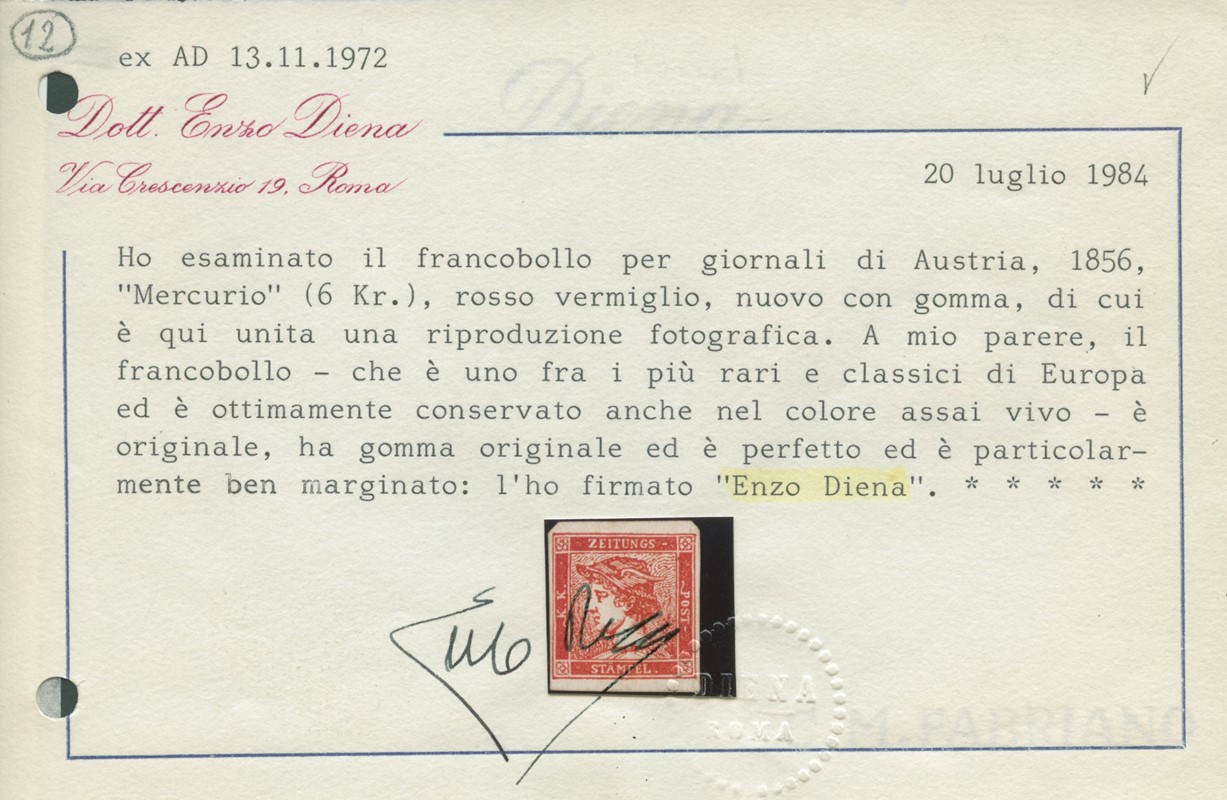 12
ex AD 13.11.1972
Dott. Enzo Diena
Via Crescenzio 19, Roma
20 luglio 1984
Ho esaminato il francobollo per giornali di Austria, 1856,
"Mercurio" (6 Kr.), rosso vermiglio, nuovo con gomma, di cui
è qui unita una riproduzione fotografica. A mio parere, il
francobollo – che è uno fra i più rari e classici di Europa
ed è ottimamente conservato anche nel colore assai vivo – è
originale, ha gomma originale ed è perfetto ed è particolar–
mente ben marginato: l'ho firmato "Enzo Diena". * * * * *
ZEITUNGS
K. K.
POST
STÄMPEL
Enzo Diena
DIENA
ROMA